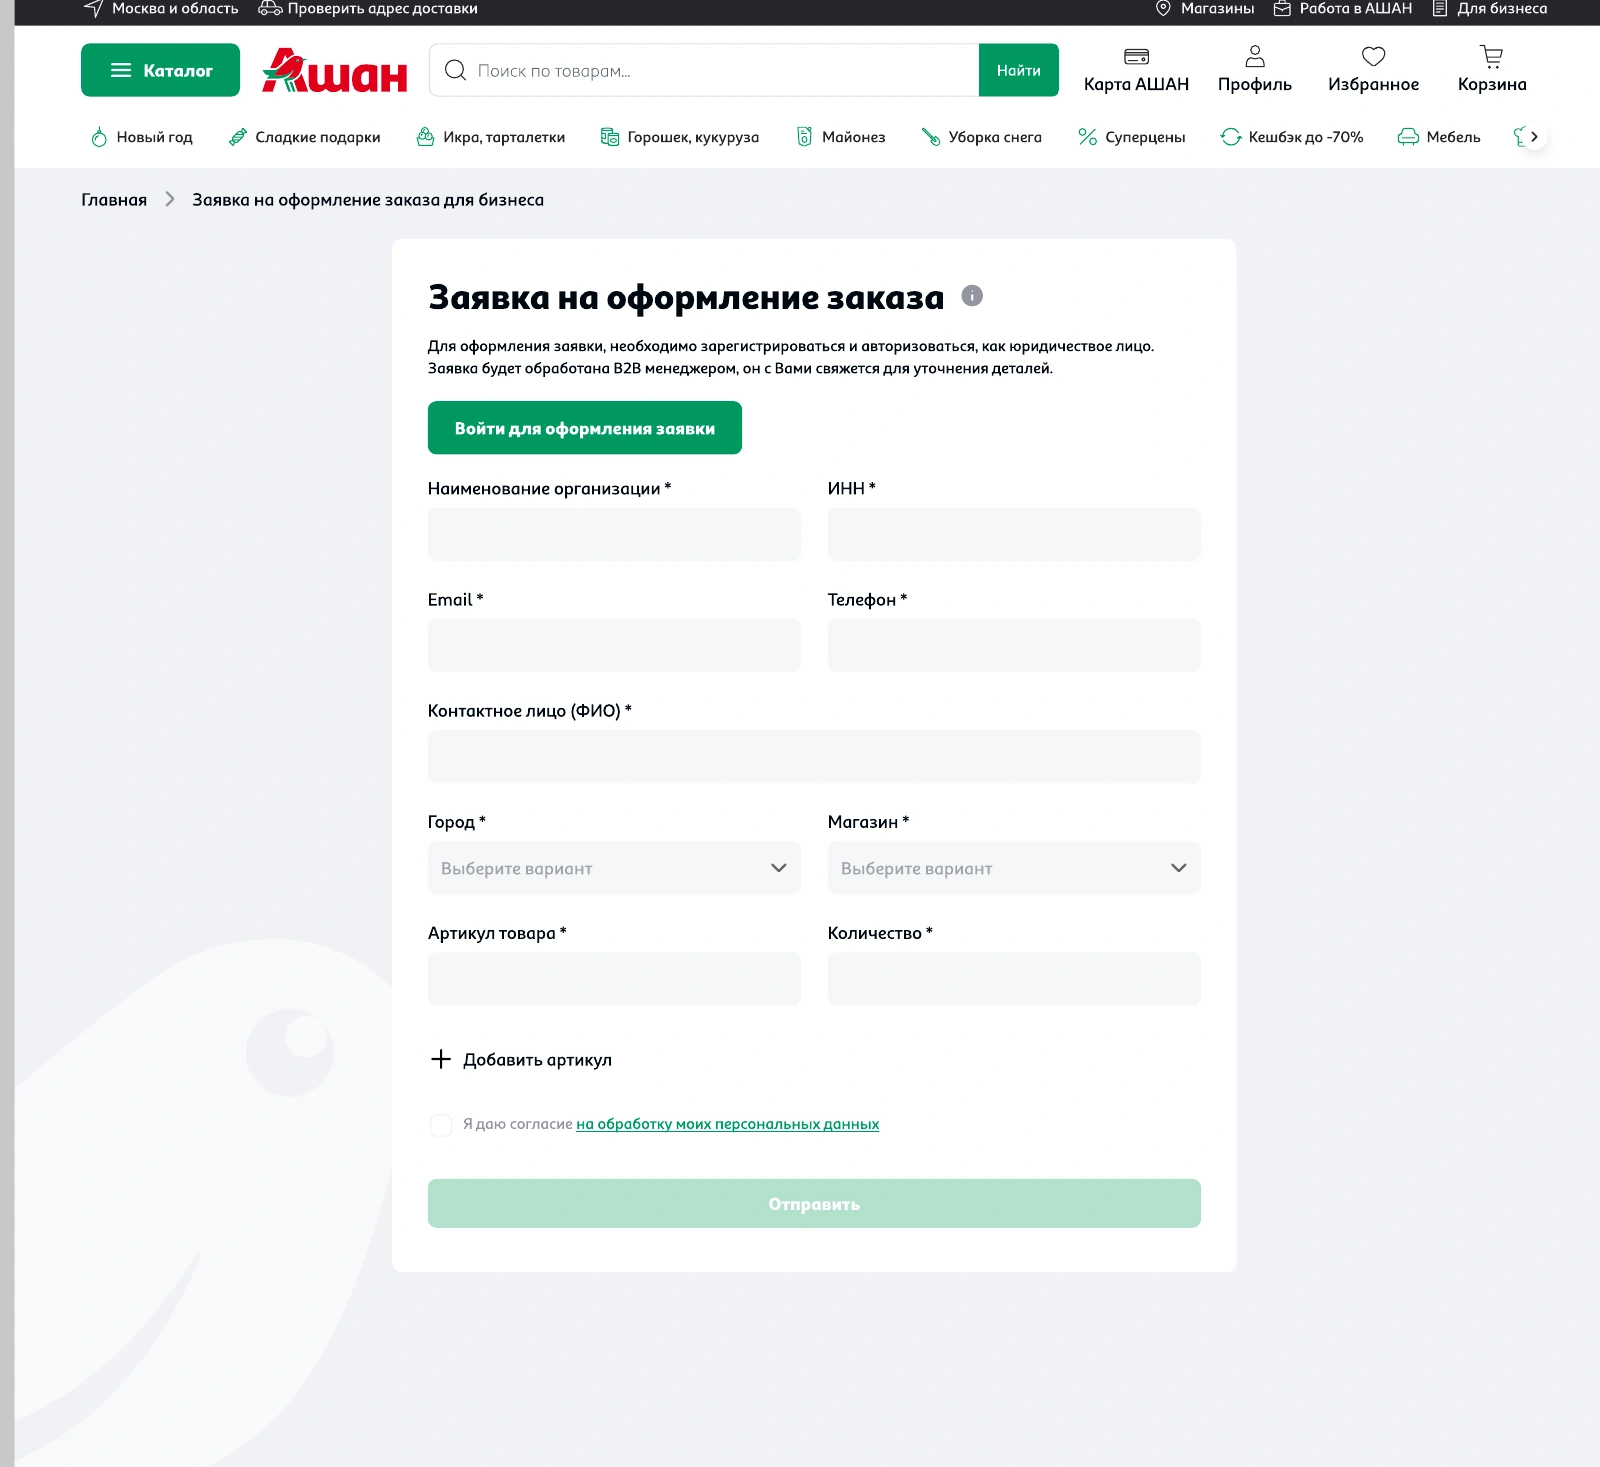 Москва и область Проверить адрес доставки Магазины Работа в АШАН Для бизнеса
Каталог Ашан Поиск по товарам... Найти Карта АШАН Профиль Избранное Корзина
Новый год Сладкие подарки Икра, тарталетки Горошек, кукуруза Майонез Уборка снега Суперцены Кешбэк до -70% Мебель
Главная Заявка на оформление заказа для бизнеса
Заявка на оформление заказа
Для оформления заявки, необходимо зарегистрироваться и авторизоваться, как юридичествое лицо.
Заявка будет обработана B2B менеджером, он с Вами свяжется для уточнения деталей.
Войти для оформления заявки
Наименование организации * ИНН *
Email * Телефон *
Контактное лицо (ФИО) *
Город * Магазин *
Выберите вариант Выберите вариант
Артикул товара * Количество *
Добавить артикул
Я даю согласие на обработку моих персональных данных
Отправить